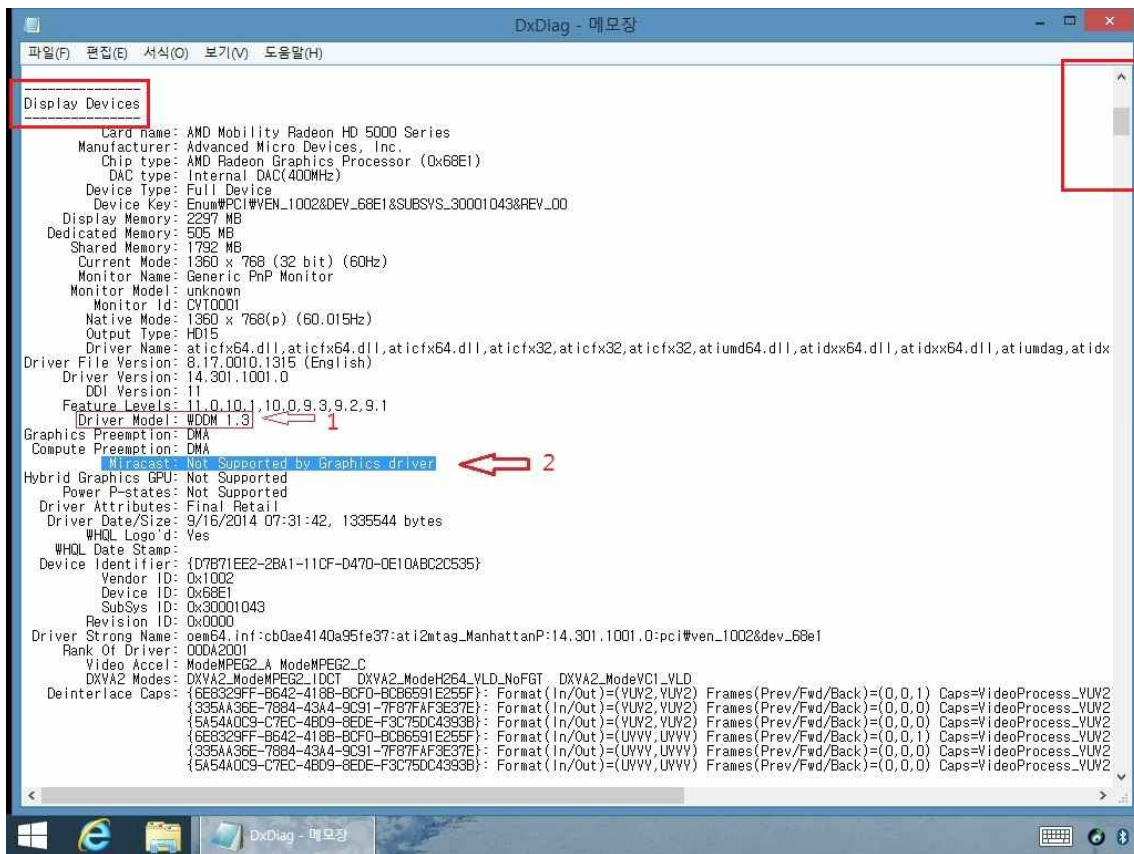 DxDiag - 메모장
파일(F) 편집(E) 서식(O) 보기(V) 도움말(H)
---------------
Display Devices
---------------
Card name: AMD Mobility Radeon HD 5000 Series
Manufacturer: Advanced Micro Devices, Inc.
Chip type: AMD Radeon Graphics Processor (0x68E1)
DAC type: Internal DAC(400MHz)
Device Type: Full Device
Device Key: Enum₩PCI₩VEN_1002&DEV_68E1&SUBSYS_30001043&REV_00
Display Memory: 2297 MB
Dedicated Memory: 505 MB
Shared Memory: 1792 MB
Current Mode: 1360 x 768 (32 bit) (60Hz)
Monitor Name: Generic PnP Monitor
Monitor Model: unknown
Monitor Id: CVT0001
Native Mode: 1360 x 768(p) (60.015Hz)
Output Type: HD15
Driver Name: aticfx64.dll,aticfx64.dll,aticfx64.dll,aticfx32,aticfx32,aticfx32,atiumd64.dll,atidxx64.dll,atidxx64.dll,atiumdag,atidx
Driver File Version: 8.17.0010.1315 (English)
Driver Version: 14.301.1001.0
DDI Version: 11
Feature Levels: 11.0,10.1,10.0,9.3,9.2,9.1
Driver Model: WDDM 1.3 1
Graphics Preemption: DMA
Compute Preemption: DMA
Miracast: Not Supported by Graphics driver 2
Hybrid Graphics GPU: Not Supported
Power P-states: Not Supported
Driver Attributes: Final Retail
Driver Date/Size: 9/16/2014 07:31:42, 1335544 bytes
WHQL Logo'd: Yes
WHQL Date Stamp:
Device Identifier: {D7B71EE2-2BA1-11CF-D470-0E10ABC2C535}
Vendor ID: 0x1002
Device ID: 0x68E1
SubSys ID: 0x30001043
Revision ID: 0x0000
Driver Strong Name: oem64.inf:cb0ae4140a95fe37:ati2mtag_ManhattanP:14.301.1001.0:pci₩ven_1002&dev_68e1
Rank Of Driver: 00DA2001
Video Accel: ModeMPEG2_A ModeMPEG2_C
DXVA2 Modes: DXVA2_ModeMPEG2_IDCT DXVA2_ModeH264_VLD_NoFGT DXVA2_ModeVC1_VLD
Deinterlace Caps: {6E8329FF-B642-418B-BCF0-BCB6591E255F}: Format(In/Out)=(YUY2,YUY2) Frames(Prev/Fwd/Back)=(0,0,1) Caps=VideoProcess_YUV2
{335AA36E-7884-43A4-9C91-7F87FAF3E37E}: Format(In/Out)=(YUY2,YUY2) Frames(Prev/Fwd/Back)=(0,0,0) Caps=VideoProcess_YUV2
{5A54A0C9-C7EC-4BD9-8EDE-F3C75DC4393B}: Format(In/Out)=(YUY2,YUY2) Frames(Prev/Fwd/Back)=(0,0,0) Caps=VideoProcess_YUV2
{6E8329FF-B642-418B-BCF0-BCB6591E255F}: Format(In/Out)=(UYVY,UYVY) Frames(Prev/Fwd/Back)=(0,0,1) Caps=VideoProcess_YUV2
{335AA36E-7884-43A4-9C91-7F87FAF3E37E}: Format(In/Out)=(UYVY,UYVY) Frames(Prev/Fwd/Back)=(0,0,0) Caps=VideoProcess_YUV2
{5A54A0C9-C7EC-4BD9-8EDE-F3C75DC4393B}: Format(In/Out)=(UYVY,UYVY) Frames(Prev/Fwd/Back)=(0,0,0) Caps=VideoProcess_YUV2
DxDiag - 메모장